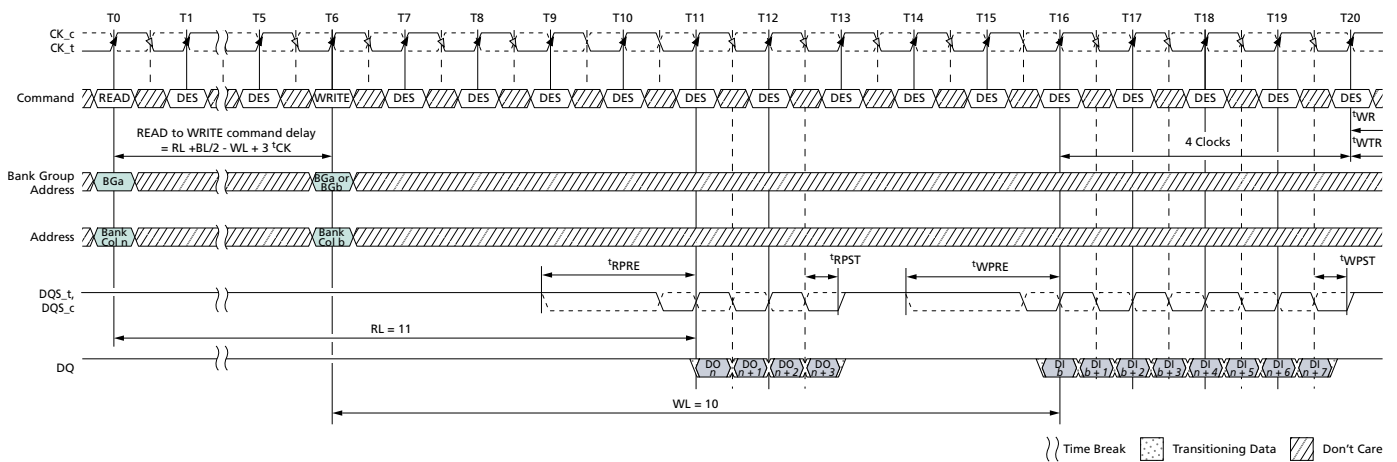 T0 T1 T5 T6 T7 T8 T9 T10 T11 T12 T13 T14 T15 T16 T17 T18 T19 T20
CK_c
CK_t
Command READ DES DES WRITE DES DES DES DES DES DES DES DES DES DES DES DES DES DES
tWR
READ to WRITE command delay
= RL +BL/2 - WL + 3 tCK
4 Clocks
tWTR
Bank Group
Address
BGa
BGa or
BGb
Address
Bank
Col n
Bank
Col b
tRPRE tRPST tWPRE tWPST
DQS_t,
DQS_c
RL = 11
DQ
DO
n
DO
n + 1
DO
n + 2
DO
n + 3
DI
b
DI
b + 1
DI
b + 2
DI
b + 3
DI
n + 4
DI
n + 5
DI
n + 6
DI
n + 7
WL = 10
Time Break Transitioning Data Don't Care